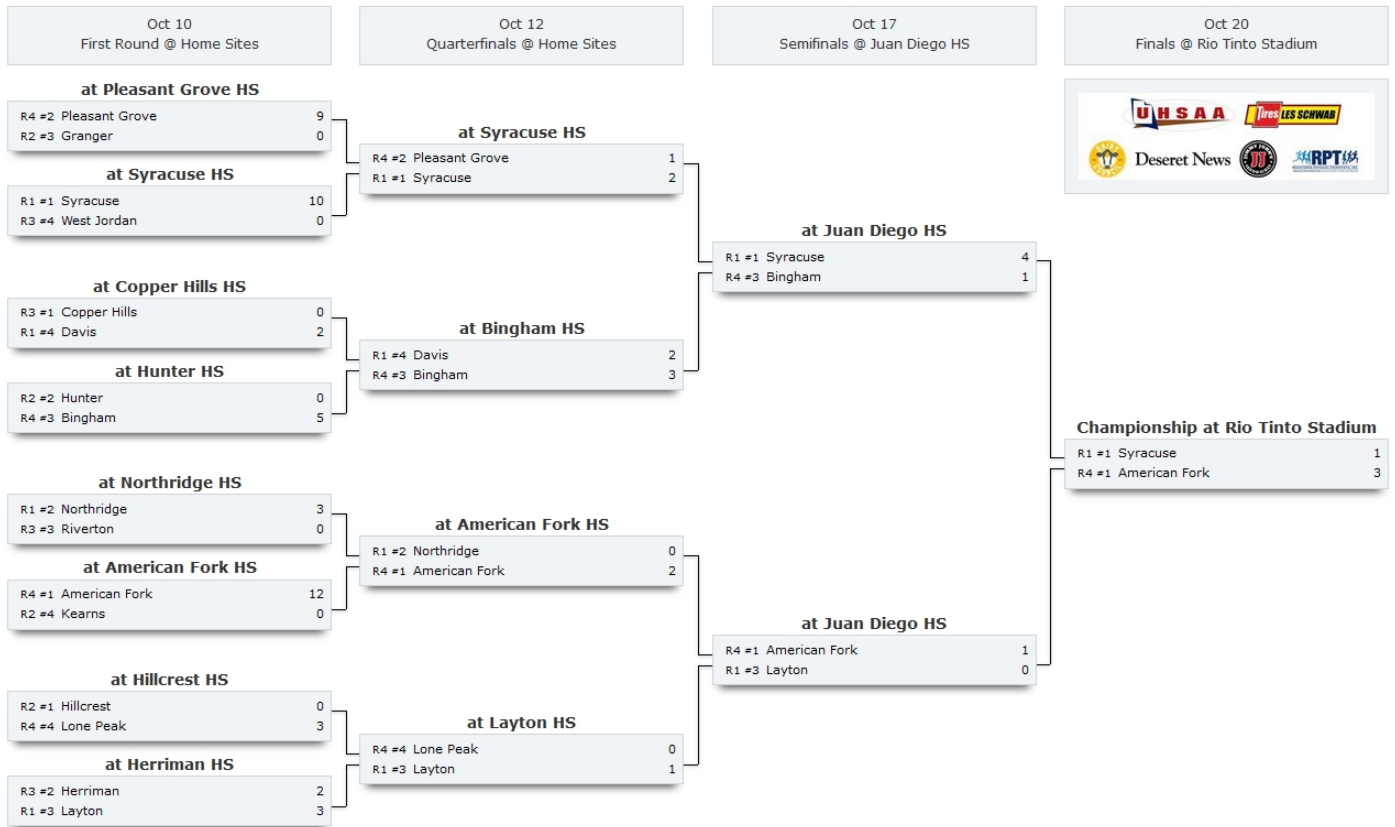 Oct 10
First Round @ Home Sites
Oct 12
Quarterfinals @ Home Sites
Oct 17
Semifinals @ Juan Diego HS
Oct 20
Finals @ Rio Tinto Stadium
at Pleasant Grove HS
R4 #2 Pleasant Grove 9
R2 #3 Granger 0
at Syracuse HS
R1 #1 Syracuse 10
R3 #4 West Jordan 0
at Copper Hills HS
R3 #1 Copper Hills 0
R1 #4 Davis 2
at Hunter HS
R2 #2 Hunter 0
R4 #3 Bingham 5
at Northridge HS
R1 #2 Northridge 3
R3 #3 Riverton 0
at American Fork HS
R4 #1 American Fork 12
R2 #4 Kearns 0
at Hillcrest HS
R2 #1 Hillcrest 0
R4 #4 Lone Peak 3
at Herriman HS
R3 #2 Herriman 2
R1 #3 Layton 3
at Syracuse HS
R4 #2 Pleasant Grove 1
R1 #1 Syracuse 2
at Bingham HS
R1 #4 Davis 2
R4 #3 Bingham 3
at American Fork HS
R1 #2 Northridge 0
R4 #1 American Fork 2
at Layton HS
R4 #4 Lone Peak 0
R1 #3 Layton 1
at Juan Diego HS
R1 #1 Syracuse 4
R4 #3 Bingham 1
at Juan Diego HS
R4 #1 American Fork 1
R1 #3 Layton 0
UHSAA
Tires LES SCHWAB
Deseret News
JJ
RPT
Championship at Rio Tinto Stadium
R1 #1 Syracuse 1
R4 #1 American Fork 3